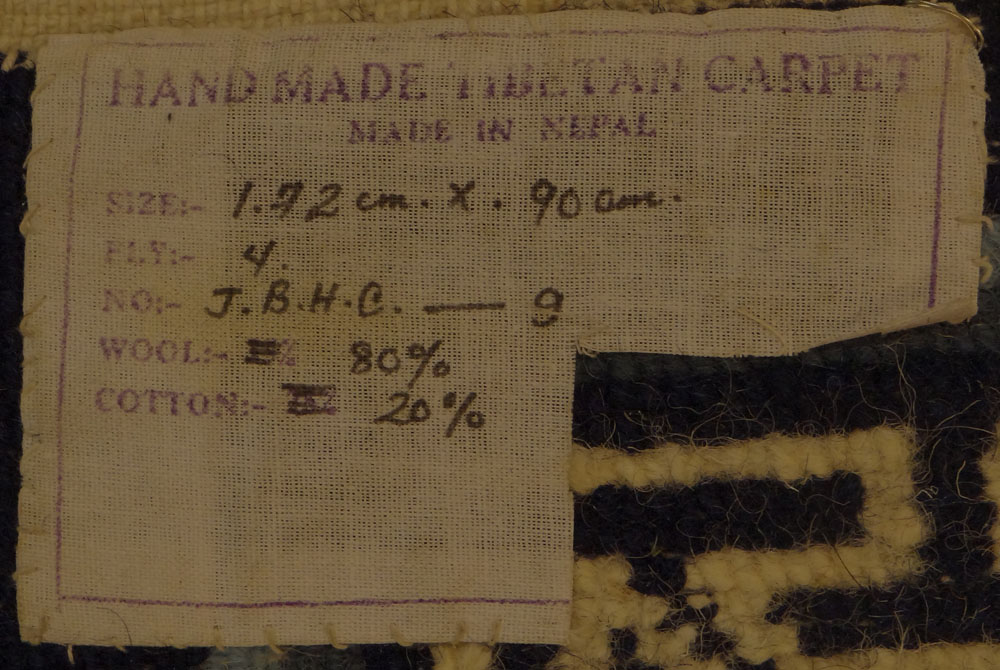 HAND MADE TIBETAN CARPET
MADE IN NEPAL
SIZE:- 1.72 cm. X. 90 cm.
PLY:- 4.
NO:- J.B.H.C. — 9
WOOL:- % 80%
COTTON:- % 20%